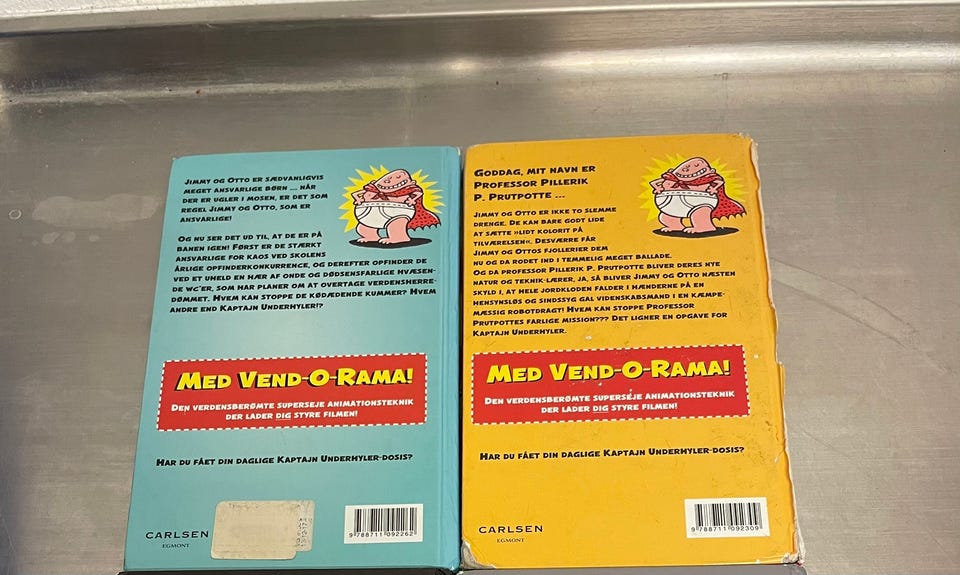 Jimmy og Otto er sædvanligvis
meget ansvarlige børn ... når
der er ugler i mosen, er det som
regel Jimmy og Otto, som er
ansvarlige!
Og nu ser det ud til, at de er på
banen igen! Først er de stærkt
ansvarlige for kaos ved skolens
årlige opfinderkonkurrence, og derefter opfinder de
ved et uheld en hær af onde og dødsensfarlige hvæsen-
de wc'er, som har planer om at overtage verdensherre-
dømmet. Hvem kan stoppe de kødædende kummer? Hvem
andre end Kaptajn Underhyler!?
Med Vend-O-Rama!
Den verdensberømte superseje animationsteknik
der lader dig styre filmen!
Har du fået din daglige Kaptajn Underhyler-dosis?
CARLSEN
EGMONT
9 788711 092262
Goddag, mit navn er
Professor Pillerik
P. Prutpotte ...
Jimmy og Otto er ikke to slemme
drenge. De kan bare godt lide
at sætte »lidt kolorit på
tilværelsen«. Desværre får
Jimmy og Ottos fjollerier dem
nu og da rodet ind i temmelig meget ballade.
Og da professor Pillerik P. Prutpotte bliver deres nye
natur og teknik-lærer, ja, så bliver Jimmy og Otto næsten
skyld i, at hele jordkloden falder i hænderne på en
hensynsløs og sindssyg gal videnskabsmand i en kæmpe-
mæssig robotdragt! Hvem kan stoppe Professor
Prutpottes farlige mission??? Det ligner en opgave for
Kaptajn Underhyler.
Med Vend-O-Rama!
Den verdensberømte superseje animationsteknik
der lader dig styre filmen!
Har du fået din daglige Kaptajn Underhyler-dosis?
CARLSEN
EGMONT
9 788711 092309